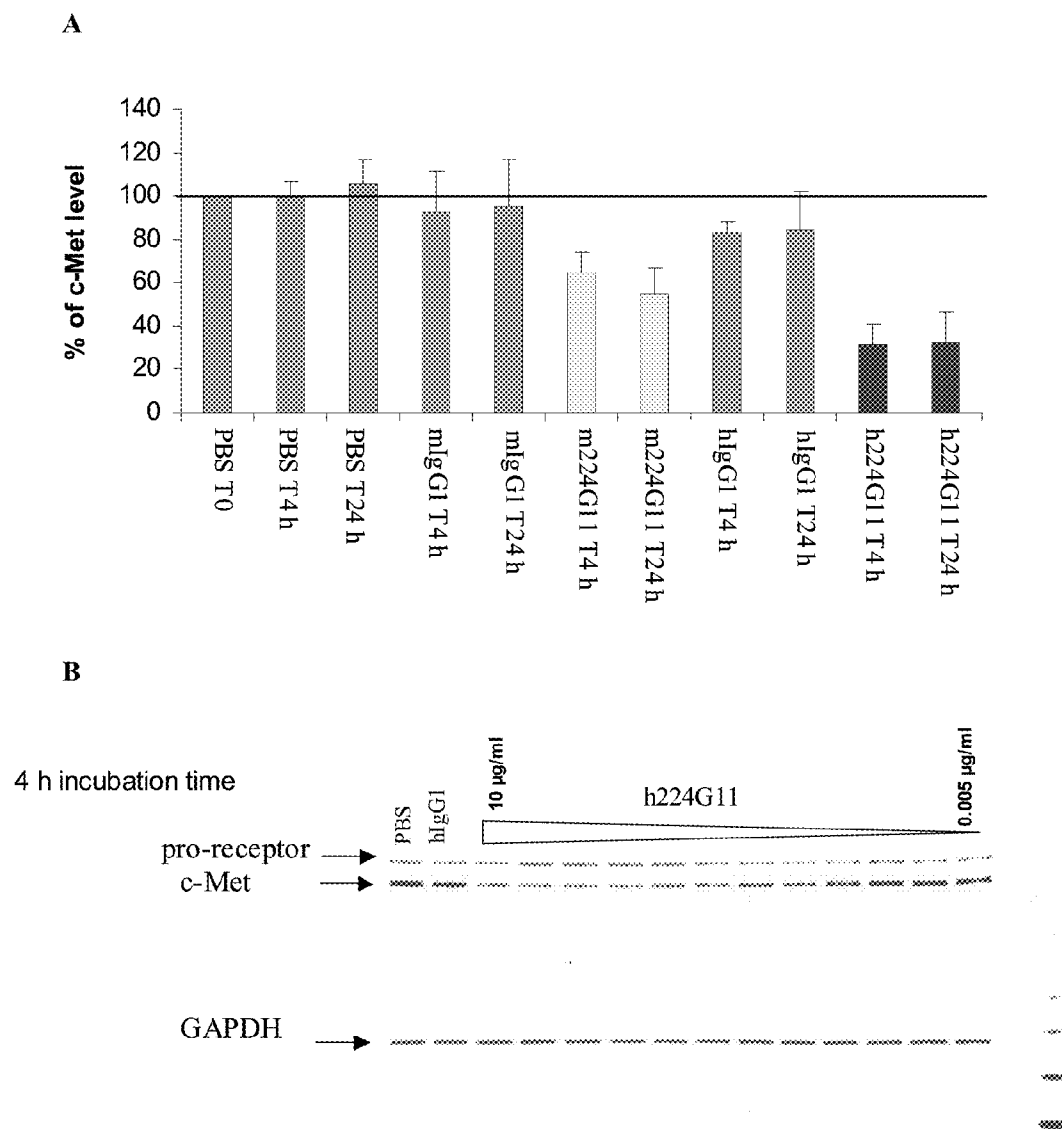 A
% of c-Met level
140
120
100
80
60
40
20
0
PBS T0
PBS T4 h
PBS T24 h
mIgG1 T4 h
mIgG1 T24 h
m224G11 T4 h
m224G11 T24 h
hIgG1 T4 h
hIgG1 T24 h
h224G11 T4 h
h224G11 T24 h
B
4 h incubation time
PBS
hIgG1
10 µg/ml
h224G11
0.005 µg/ml
pro-receptor
c-Met
GAPDH